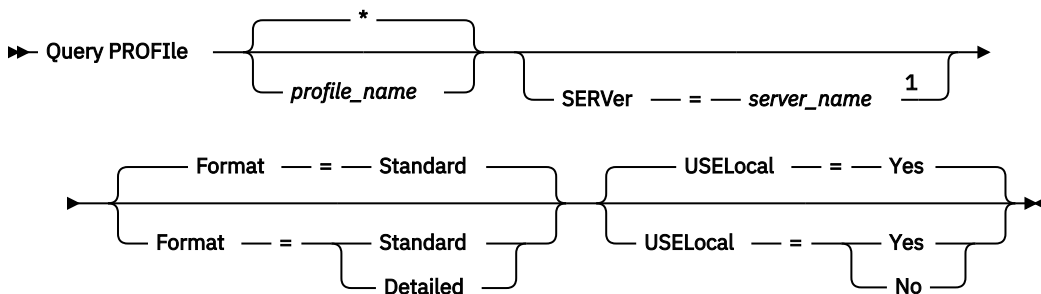 *
Query PROFIle
profile_name
SERVer = server_name 1
Format = Standard
USELocal = Yes
Format = Standard
Detailed
USELocal = Yes
No